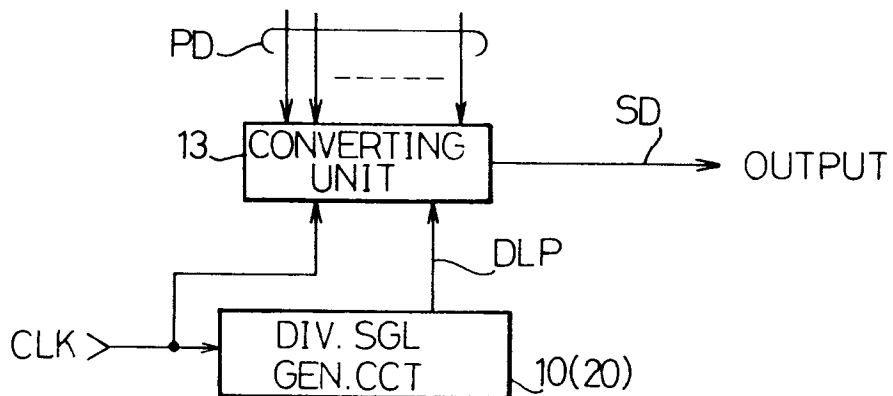 PD
13
CONVERTING
UNIT
SD
OUTPUT
DLP
CLK
DIV. SGL
GEN.CCT
10(20)